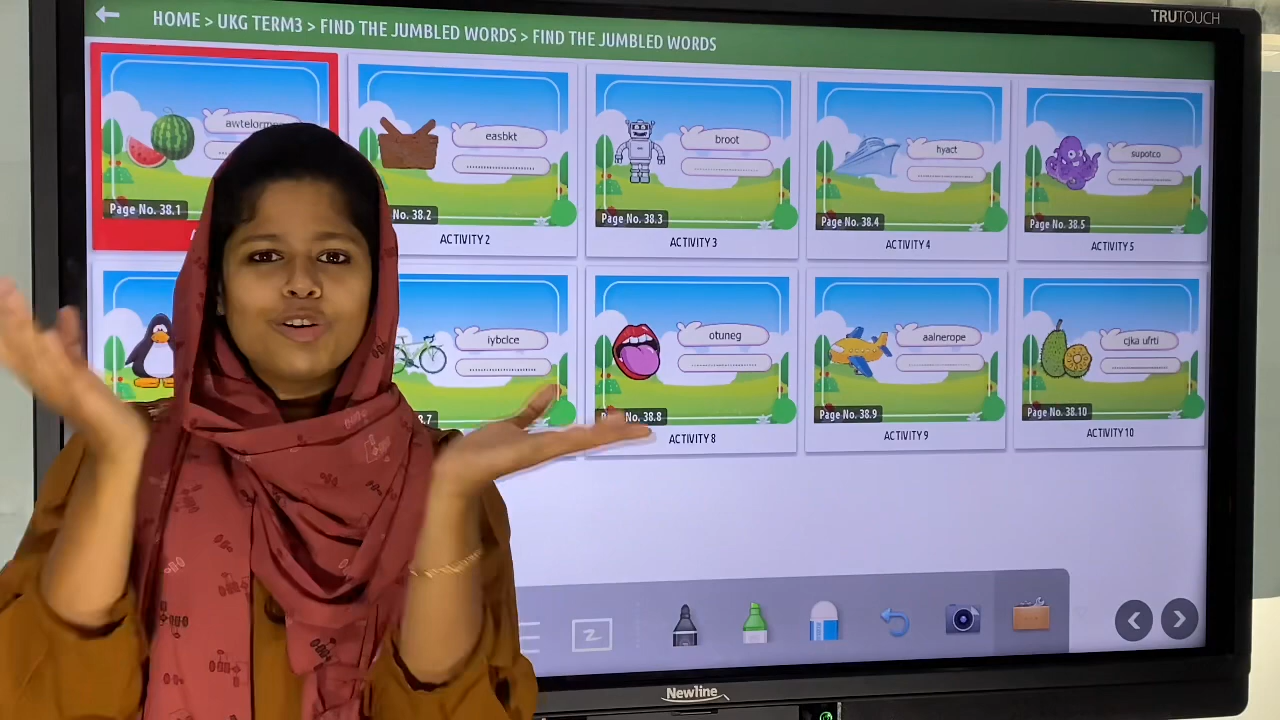 TRUTOUCH
HOME > UKG TERM3 > FIND THE JUMBLED WORDS > FIND THE JUMBLED WORDS
easbkt
broot
hyact
supotco
Page No. 38.1
No. 38.2
Page No. 38.3
Page No. 38.4
Page No. 38.5
ACTIVITY 2
ACTIVITY 3
ACTIVITY 4
ACTIVITY 5
iybclce
otuneg
aalnerope
cjka ufrti
No. 38.8
Page No. 38.9
Page No. 38.10
ACTIVITY 8
ACTIVITY 9
ACTIVITY 10
Newline